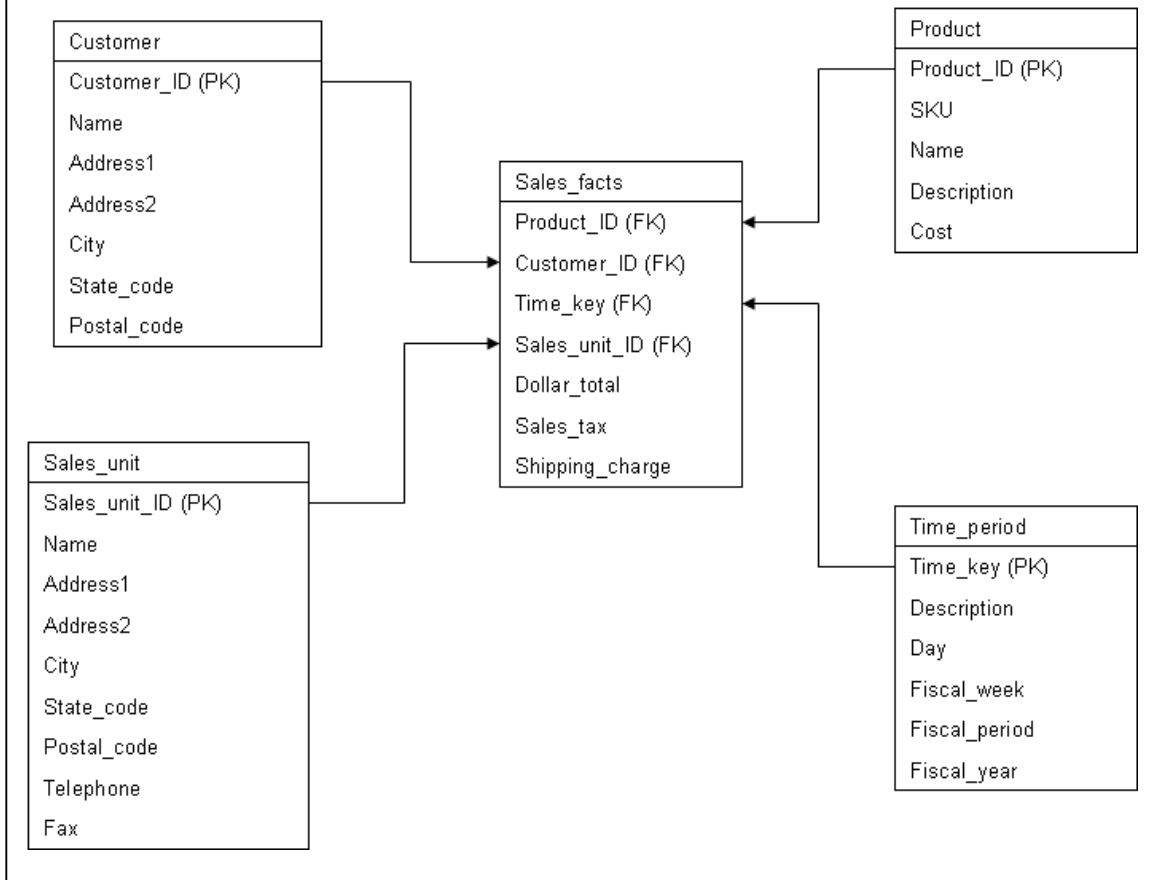 Customer
Customer_ID (PK)
Name
Address1
Address2
City
State_code
Postal_code
Product
Product_ID (PK)
SKU
Name
Description
Cost
Sales_facts
Product_ID (FK)
Customer_ID (FK)
Time_key (FK)
Sales_unit_ID (FK)
Dollar_total
Sales_tax
Shipping_charge
Sales_unit
Sales_unit_ID (PK)
Name
Address1
Address2
City
State_code
Postal_code
Telephone
Fax
Time_period
Time_key (PK)
Description
Day
Fiscal_week
Fiscal_period
Fiscal_year